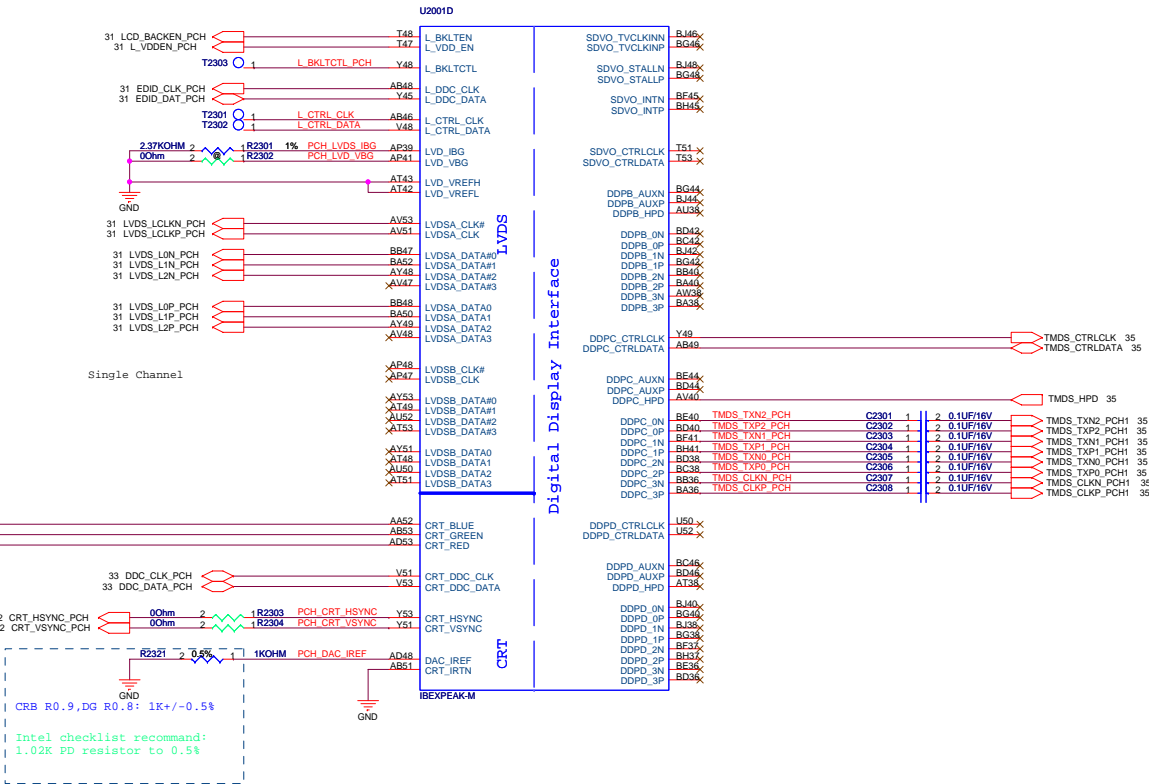 U2001D
31 LCD_BACKEN_PCH T48 L_BKLTEN
31 L_VDDEN_PCH T47 L_VDD_EN
T2303 1 L_BKLTCTL_PCH Y48 L_BKLTCTL
31 EDID_CLK_PCH AB48 L_DDC_CLK
31 EDID_DAT_PCH Y45 L_DDC_DATA
T2301 1 L_CTRL_CLK AB46 L_CTRL_CLK
T2302 1 L_CTRL_DATA V48 L_CTRL_DATA
2.37KOHM 2 1 R2301 1% PCH_LVDS_IBG AP39 LVD_IBG
0Ohm 2 @ 1 R2302 PCH_LVD_VBG AP41 LVD_VBG
AT43 LVD_VREFH
AT42 LVD_VREFL
GND
31 LVDS_LCLKN_PCH AV53 LVDSA_CLK#
31 LVDS_LCLKP_PCH AV51 LVDSA_CLK
31 LVDS_L0N_PCH BB47 LVDSA_DATA#0
31 LVDS_L1N_PCH BA52 LVDSA_DATA#1
31 LVDS_L2N_PCH AY48 LVDSA_DATA#2
AV47 LVDSA_DATA#3
31 LVDS_L0P_PCH BB48 LVDSA_DATA0
31 LVDS_L1P_PCH BA50 LVDSA_DATA1
31 LVDS_L2P_PCH AY49 LVDSA_DATA2
AV48 LVDSA_DATA3
Single Channel
AP48 LVDSB_CLK#
AP47 LVDSB_CLK
AY53 LVDSB_DATA#0
AT49 LVDSB_DATA#1
AU52 LVDSB_DATA#2
AT53 LVDSB_DATA#3
AY51 LVDSB_DATA0
AT48 LVDSB_DATA1
AU50 LVDSB_DATA2
AT51 LVDSB_DATA3
AA52 CRT_BLUE
AB53 CRT_GREEN
AD53 CRT_RED
33 DDC_CLK_PCH V51 CRT_DDC_CLK
33 DDC_DATA_PCH V53 CRT_DDC_DATA
2 CRT_HSYNC_PCH 0Ohm 2 1 R2303 PCH_CRT_HSYNC Y53 CRT_HSYNC
2 CRT_VSYNC_PCH 0Ohm 2 1 R2304 PCH_CRT_VSYNC Y51 CRT_VSYNC
R2321 2 0.5% 1 1KOHM PCH_DAC_IREF AD48 DAC_IREF
AB51 CRT_IRTN
GND
GND
CRB R0.9,DG R0.8: 1K+/-0.5%
Intel checklist recommand:
1.02K PD resistor to 0.5%
LVDS
CRT
Digital Display Interface
SDVO_TVCLKINN BJ46
SDVO_TVCLKINP BG46
SDVO_STALLN BJ48
SDVO_STALLP BG48
SDVO_INTN BF45
SDVO_INTP BH45
SDVO_CTRLCLK T51
SDVO_CTRLDATA T53
DDPB_AUXN BG44
DDPB_AUXP BJ44
DDPB_HPD AU38
DDPB_0N BD42
DDPB_0P BC42
DDPB_1N BJ42
DDPB_1P BG42
DDPB_2N BB40
DDPB_2P BA40
DDPB_3N AW38
DDPB_3P BA38
DDPC_CTRLCLK Y49 TMDS_CTRLCLK 35
DDPC_CTRLDATA AB49 TMDS_CTRLDATA 35
DDPC_AUXN BE44
DDPC_AUXP BD44
DDPC_HPD AV40 TMDS_HPD 35
DDPC_0N BE40 TMDS_TXN2_PCH C2301 1 2 0.1UF/16V TMDS_TXN2_PCH1 35
DDPC_0P BD40 TMDS_TXP2_PCH C2302 1 2 0.1UF/16V TMDS_TXP2_PCH1 35
DDPC_1N BF41 TMDS_TXN1_PCH C2303 1 2 0.1UF/16V TMDS_TXN1_PCH1 35
DDPC_1P BH41 TMDS_TXP1_PCH C2304 1 2 0.1UF/16V TMDS_TXP1_PCH1 35
DDPC_2N BD38 TMDS_TXN0_PCH C2305 1 2 0.1UF/16V TMDS_TXN0_PCH1 35
DDPC_2P BC38 TMDS_TXP0_PCH C2306 1 2 0.1UF/16V TMDS_TXP0_PCH1 35
DDPC_3N BB36 TMDS_CLKN_PCH C2307 1 2 0.1UF/16V TMDS_CLKN_PCH1 35
DDPC_3P BA36 TMDS_CLKP_PCH C2308 1 2 0.1UF/16V TMDS_CLKP_PCH1 35
DDPD_CTRLCLK U50
DDPD_CTRLDATA U52
DDPD_AUXN BC46
DDPD_AUXP BD46
DDPD_HPD AT38
DDPD_0N BJ40
DDPD_0P BG40
DDPD_1N BJ38
DDPD_1P BG38
DDPD_2N BF37
DDPD_2P BH37
DDPD_3N BE36
DDPD_3P BD36
IBEXPEAK-M